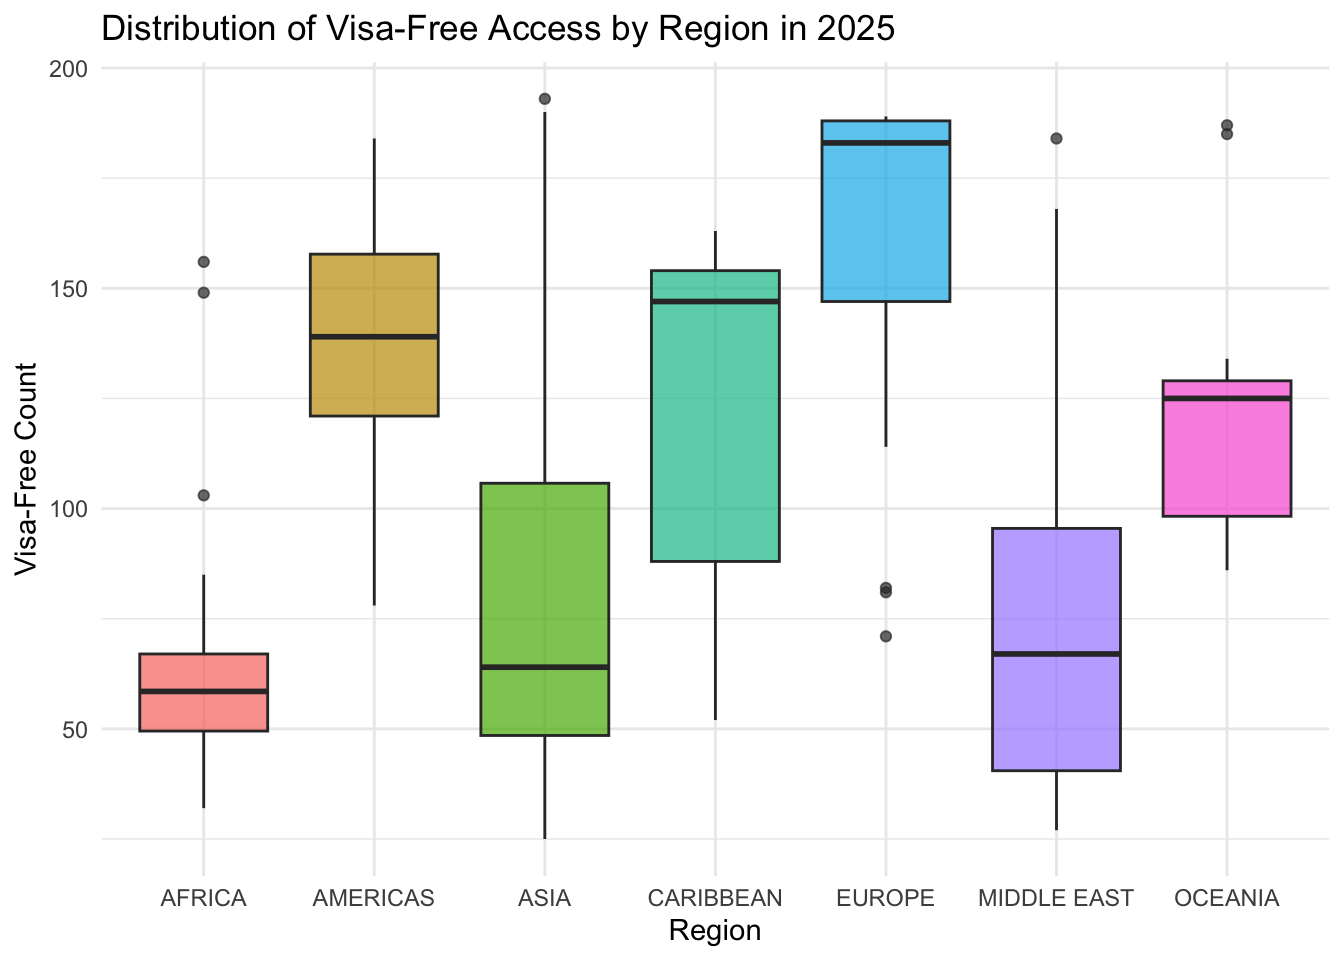 Distribution of Visa-Free Access by Region in 2025
Visa-Free Count
200
150
100
50
AFRICA
AMERICAS
ASIA
CARIBBEAN
EUROPE
MIDDLE EAST
OCEANIA
Region